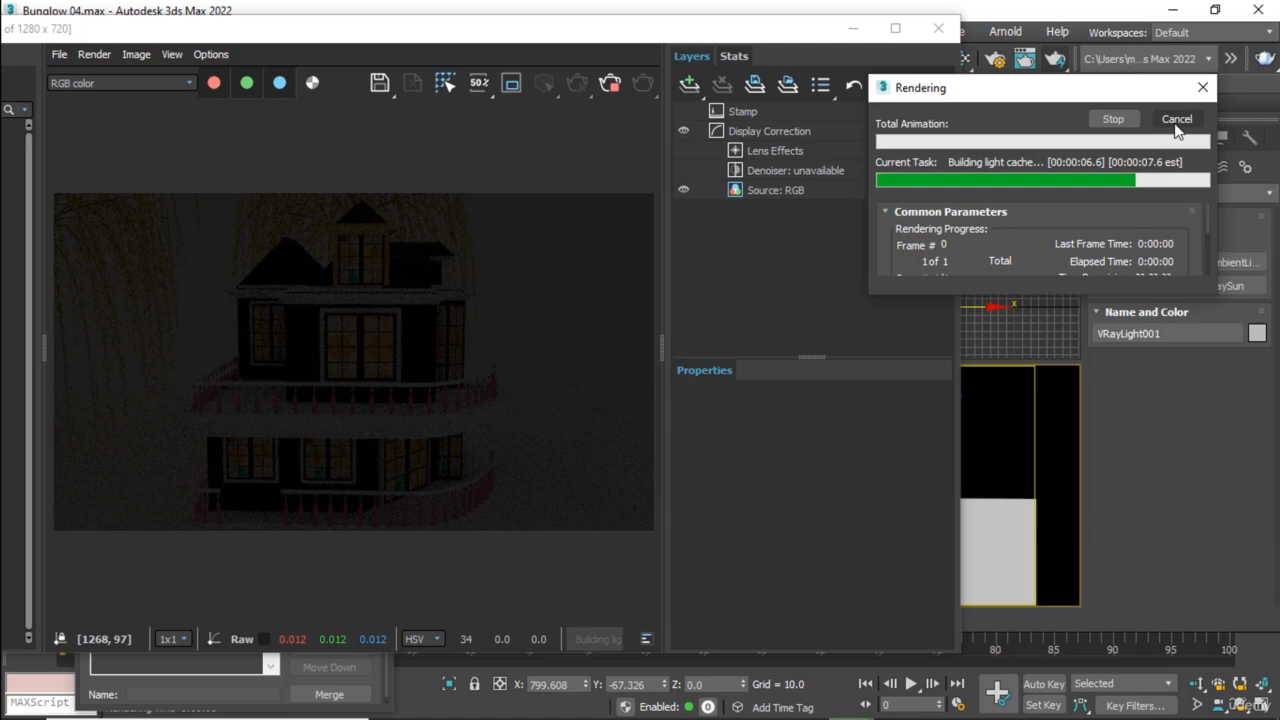 Bunglow 04.max - Autodesk 3ds Max 2022
of 1280 x 720]
Arnold Help Workspaces: Default
File Render Image View Options
Layers Stats
C:\Users\m...s Max 2022
RGB color
Rendering
Stamp
Display Correction
Lens Effects
Denoiser: unavailable
Source: RGB
Total Animation:
Stop Cancel
Current Task: Building light cache... [00:00:06.6] [00:00:07.6 est]
Common Parameters
Rendering Progress:
Frame # 0 Last Frame Time: 0:00:00
1 of 1 Total Elapsed Time: 0:00:00
mbientLi...
aySun
x
Name and Color
VRayLight001
Properties
[1268, 97] 1x1 Raw 0.012 0.012 0.012 HSV 34 0.0 0.0 Building lig
80 85 90 95 100
Move Down
Name: Merge
MAXScript
X: 799.608 Y: -67.326 Z: 0.0 Grid = 10.0
Enabled: 0 Add Time Tag
0
Auto Key Selected
Set Key Key Filters...
Udemy